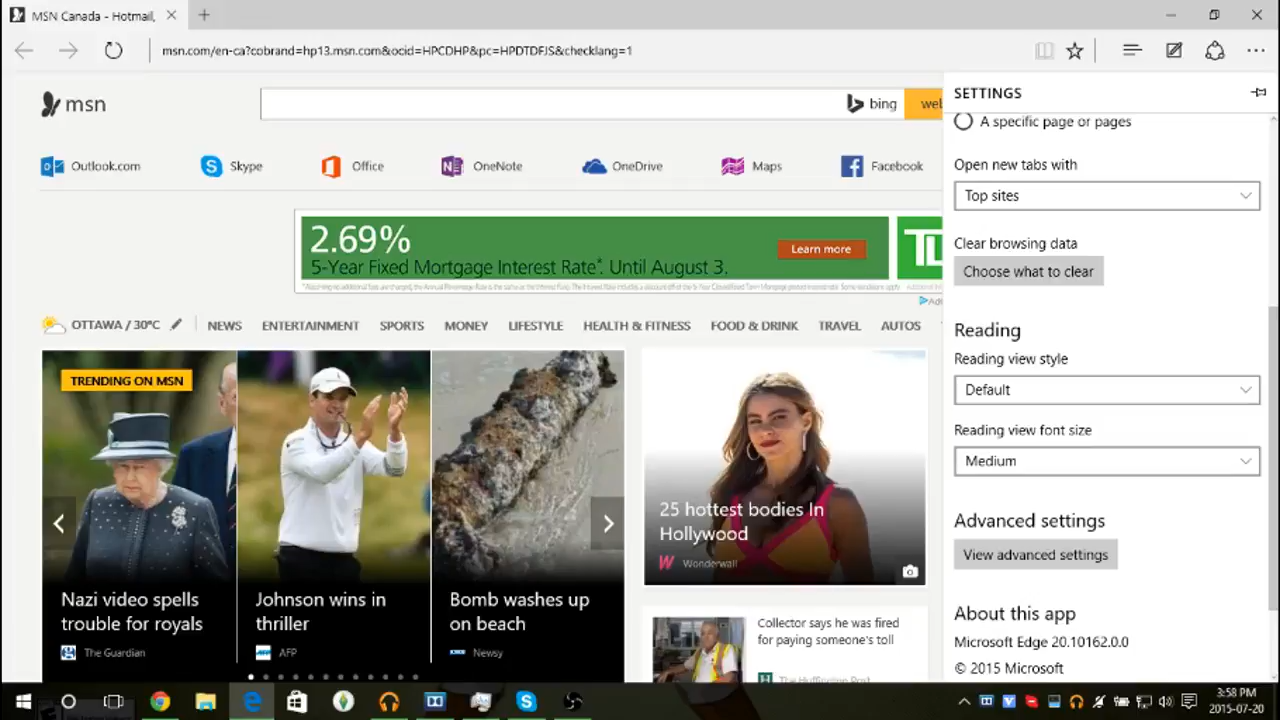 MSN Canada - Hotmail,
msn.com/en-ca?cobrand=hp13.msn.com&ocid=HPCDHP&pc=HPDTDFJS&checklang=1
msn
bing
web
Outlook.com
Skype
Office
OneNote
OneDrive
Maps
Facebook
2.69%
5-Year Fixed Mortgage Interest Rate*. Until August 3.
Learn more
OTTAWA / 30°C
NEWS
ENTERTAINMENT
SPORTS
MONEY
LIFESTYLE
HEALTH & FITNESS
FOOD & DRINK
TRAVEL
AUTOS
TRENDING ON MSN
Nazi video spells
trouble for royals
The Guardian
Johnson wins in
thriller
AFP
Bomb washes up
on beach
Newsy
25 hottest bodies In
Hollywood
Wonderwall
Collector says he was fired
for paying someone's toll
The Huffington Post
SETTINGS
A specific page or pages
Open new tabs with
Top sites
Clear browsing data
Choose what to clear
Reading
Reading view style
Default
Reading view font size
Medium
Advanced settings
View advanced settings
About this app
Microsoft Edge 20.10162.0.0
© 2015 Microsoft
3:58 PM
2015-07-20